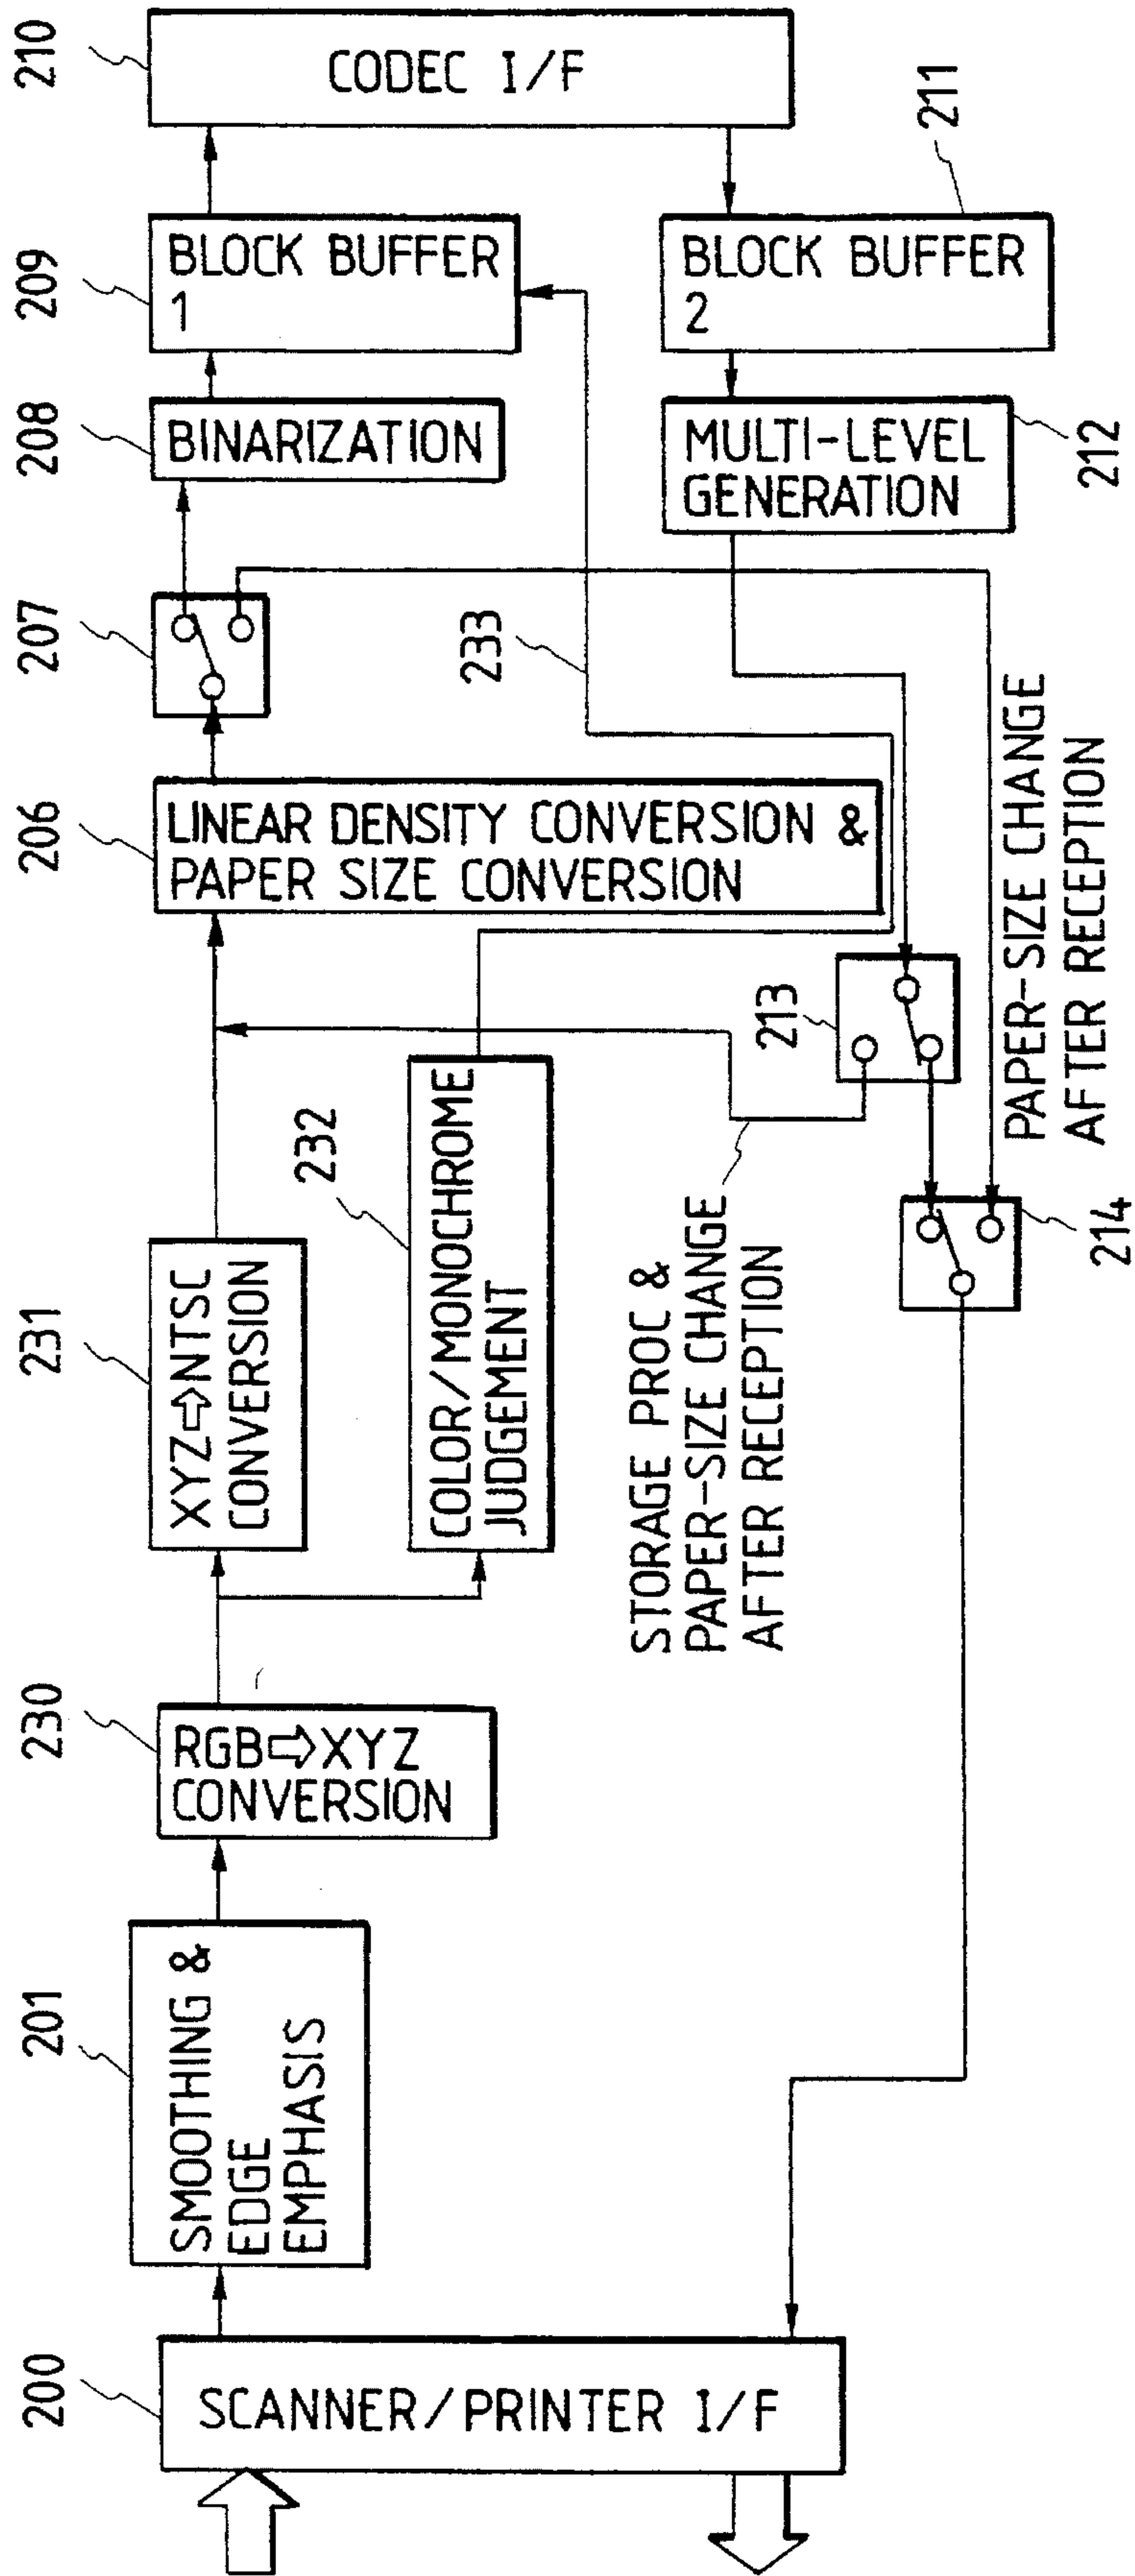 200
SCANNER/PRINTER I/F
201
SMOOTHING &
EDGE
EMPHASIS
230
RGB⇨XYZ
CONVERSION
231
XYZ⇨NTSC
CONVERSION
232
COLOR/MONOCHROME
JUDGEMENT
206
LINEAR DENSITY CONVERSION &
PAPER SIZE CONVERSION
207
208
BINARIZATION
209
BLOCK BUFFER
1
210
CODEC I/F
211
BLOCK BUFFER
2
212
MULTI-LEVEL
GENERATION
233
213
STORAGE PROC &
PAPER-SIZE CHANGE
AFTER RECEPTION
214
PAPER-SIZE CHANGE
AFTER RECEPTION